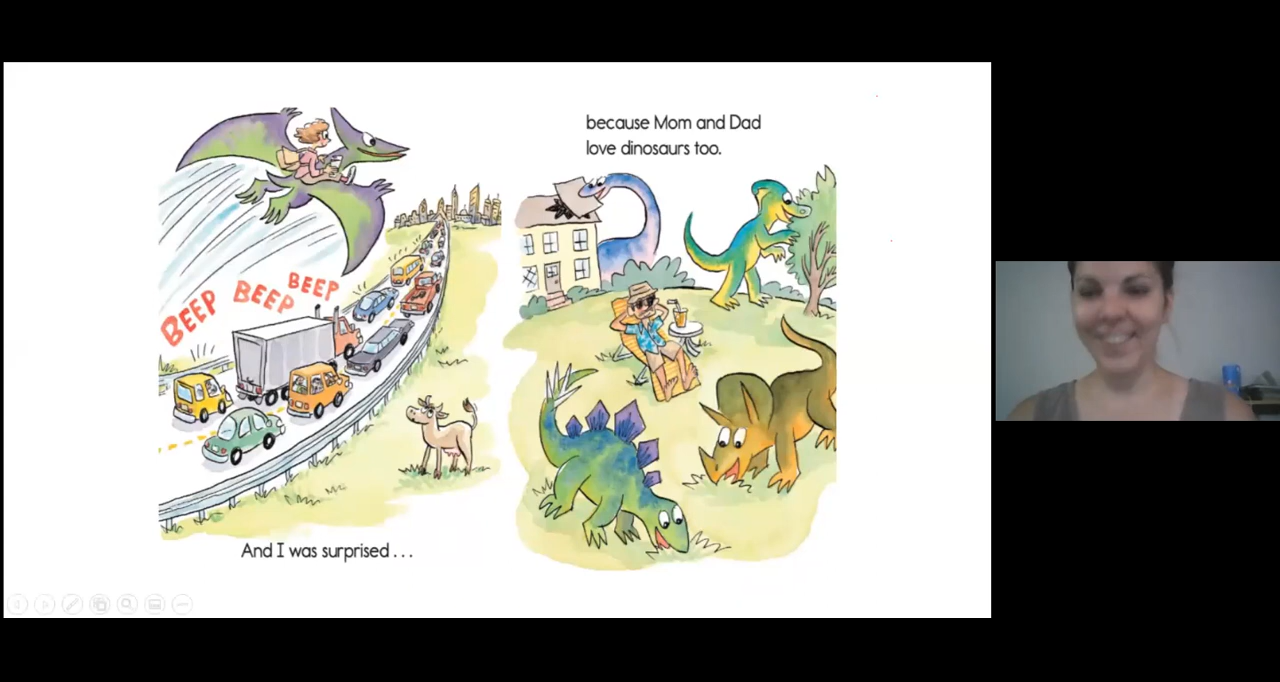 BEEP BEEP BEEP
And I was surprised . . .
because Mom and Dad
love dinosaurs too.